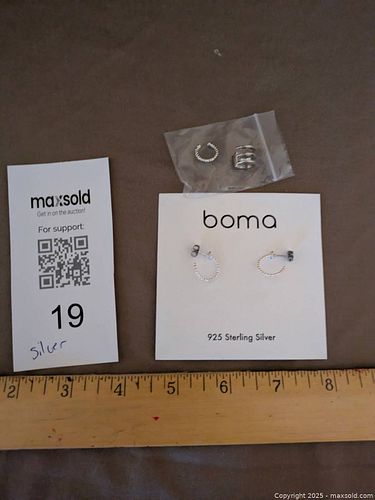 maxsold
Get in on the auction!
For support:
19
silver
boma
925 Sterling Silver
2 3 4 5 6 7 8
Copyright 2025 - maxsold.com